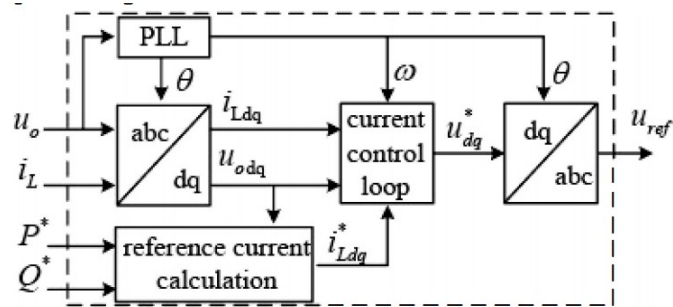 PLL
θ
ω
θ
u_o
abc
dq
i_Ldq
u_odq
current
control
loop
u*_dq
dq
abc
u_ref
i_L
P*
reference current
calculation
i*_Ldq
Q*